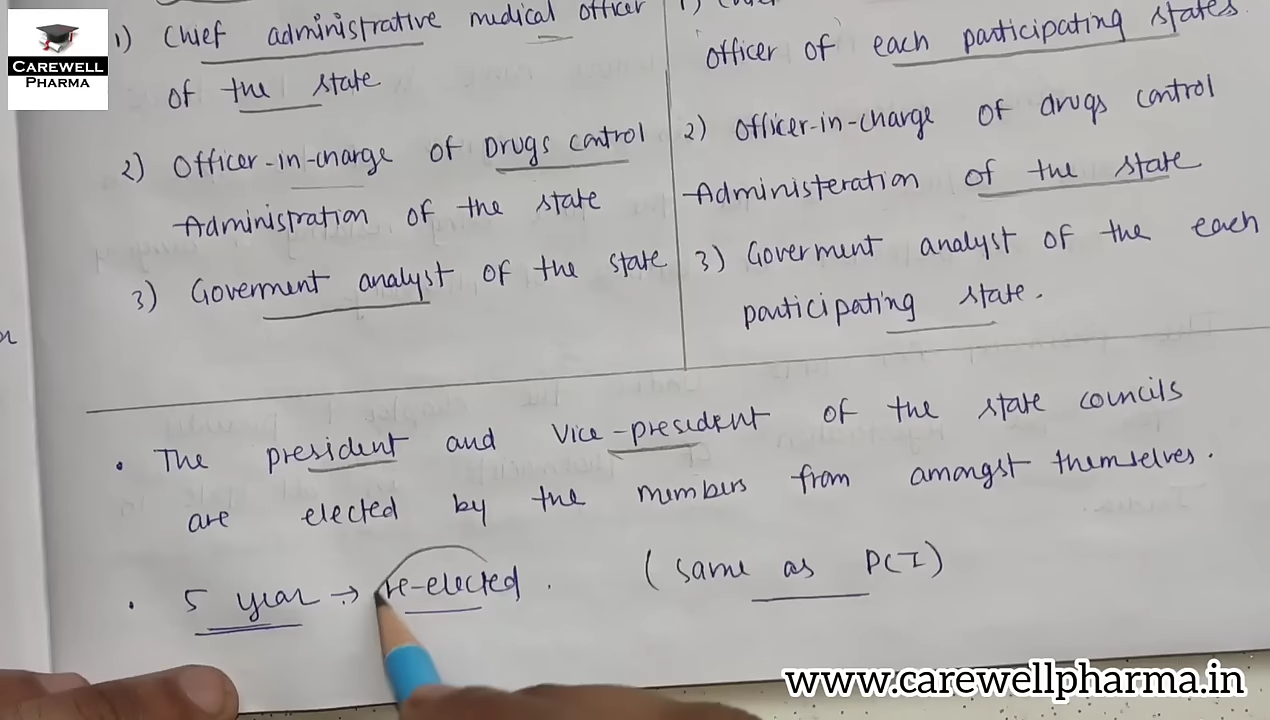 CAREWELL
PHARMA
1) Chief administrative medical officer
of the state
2) Officer-in-charge of Drugs control
Administration of the state
3) Goverment analyst of the state
officer of each participating states.
2) Officer-in-charge of drugs control
Administeration of the state
3) Goverment analyst of the each
participating state.
• The president and Vice-president of the state councils
are elected by the members from amongst themselves.
• 5 year → re-elected. (same as PCI)
www.carewellpharma.in